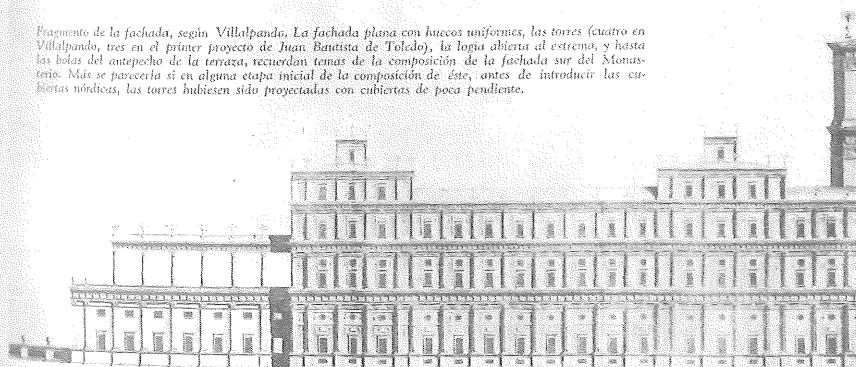 Fragmento de la fachada, según Villalpando. La fachada plana con huecos uniformes, las torres (cuatro en
Villalpando, tres en el primer proyecto de Juan Bautista de Toledo), la logia abierta al extremo, y hasta
las bolas del antepecho de la terraza, recuerdan temas de la composición de la fachada sur del Monas-
terio. Más se parecería si en alguna etapa inicial de la composición de éste, antes de introducir las cu-
biertas nórdicas, las torres hubiesen sido proyectadas con cubiertas de poca pendiente.